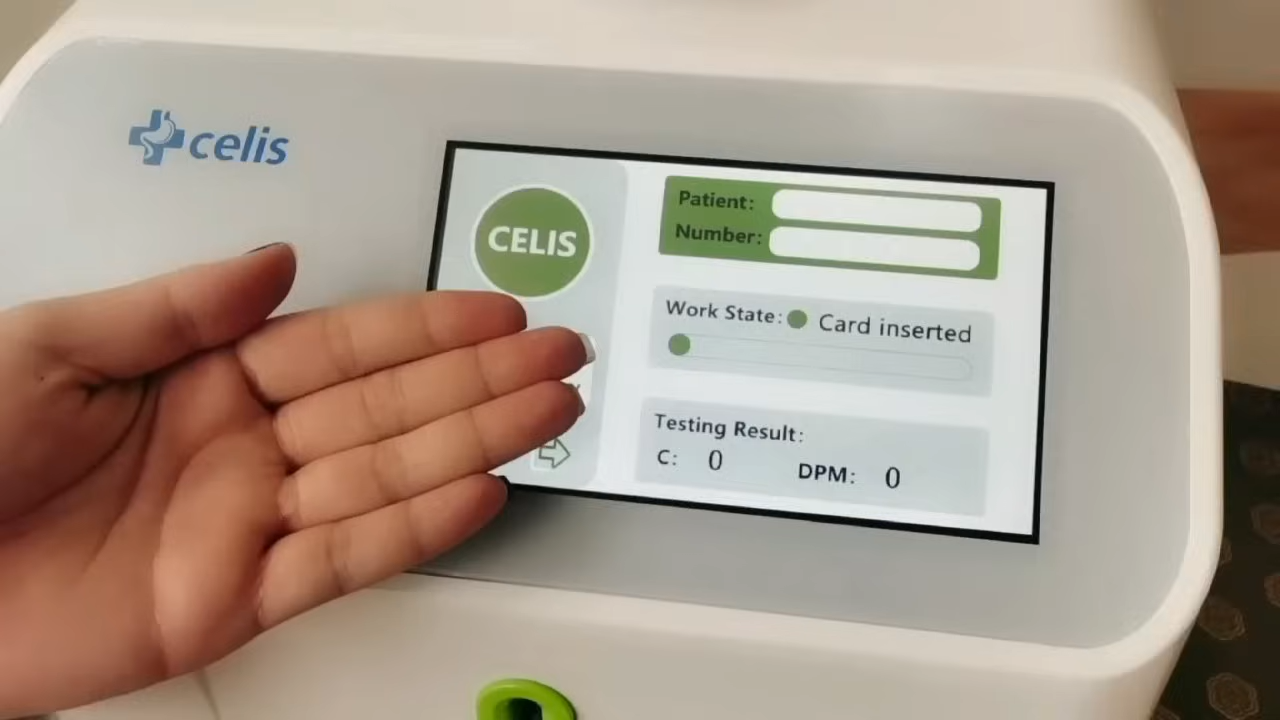 celis
CELIS
Patient:
Number:
Work State: Card inserted
Testing Result:
C: 0 DPM: 0